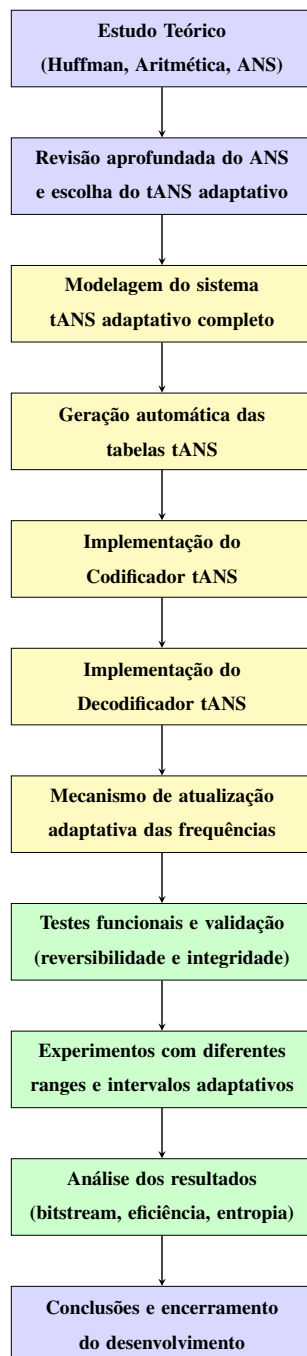 Estudo Teórico
(Huffman, Aritmética, ANS)
Revisão aprofundada do ANS
e escolha do tANS adaptativo
Modelagem do sistema
tANS adaptativo completo
Geração automática das
tabelas tANS
Implementação do
Codificador tANS
Implementação do
Decodificador tANS
Mecanismo de atualização
adaptativa das frequências
Testes funcionais e validação
(reversibilidade e integridade)
Experimentos com diferentes
ranges e intervalos adaptativos
Análise dos resultados
(bitstream, eficiência, entropia)
Conclusões e encerramento
do desenvolvimento